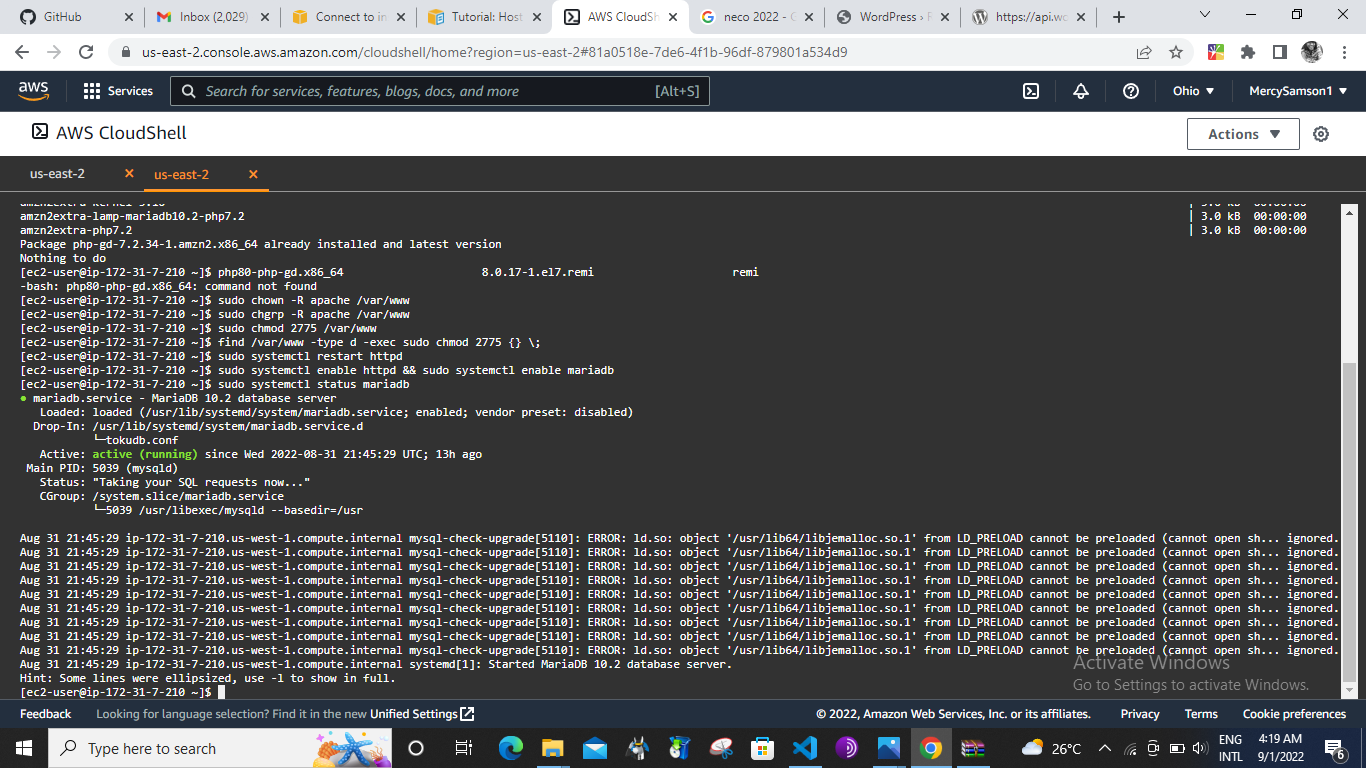 GitHub
Inbox (2,029)
Connect to in
Tutorial: Host
AWS CloudSh
neco 2022 - G
WordPress › F
https://api.wo
us-east-2.console.aws.amazon.com/cloudshell/home?region=us-east-2#81a0518e-7de6-4f1b-96df-879801a534d9
aws
Services
Search for services, features, blogs, docs, and more
[Alt+S]
Ohio
MercySamson1
AWS CloudShell
Actions
us-east-2
us-east-2
amzn2extra-lamp-mariadb10.2-php7.2 | 3.0 kB 00:00:00
amzn2extra-php7.2 | 3.0 kB 00:00:00
Package php-gd-7.2.34-1.amzn2.x86_64 already installed and latest version
Nothing to do
[ec2-user@ip-172-31-7-210 ~]$ php80-php-gd.x86_64 8.0.17-1.el7.remi remi
-bash: php80-php-gd.x86_64: command not found
[ec2-user@ip-172-31-7-210 ~]$ sudo chown -R apache /var/www
[ec2-user@ip-172-31-7-210 ~]$ sudo chgrp -R apache /var/www
[ec2-user@ip-172-31-7-210 ~]$ sudo chmod 2775 /var/www
[ec2-user@ip-172-31-7-210 ~]$ find /var/www -type d -exec sudo chmod 2775 {} \;
[ec2-user@ip-172-31-7-210 ~]$ sudo systemctl restart httpd
[ec2-user@ip-172-31-7-210 ~]$ sudo systemctl enable httpd && sudo systemctl enable mariadb
[ec2-user@ip-172-31-7-210 ~]$ sudo systemctl status mariadb
● mariadb.service - MariaDB 10.2 database server
Loaded: loaded (/usr/lib/systemd/system/mariadb.service; enabled; vendor preset: disabled)
Drop-In: /usr/lib/systemd/system/mariadb.service.d
└─tokudb.conf
Active: active (running) since Wed 2022-08-31 21:45:29 UTC; 13h ago
Main PID: 5039 (mysqld)
Status: "Taking your SQL requests now..."
CGroup: /system.slice/mariadb.service
└─5039 /usr/libexec/mysqld --basedir=/usr
Aug 31 21:45:29 ip-172-31-7-210.us-west-1.compute.internal mysql-check-upgrade[5110]: ERROR: ld.so: object '/usr/lib64/libjemalloc.so.1' from LD_PRELOAD cannot be preloaded (cannot open sh... ignored.
Aug 31 21:45:29 ip-172-31-7-210.us-west-1.compute.internal mysql-check-upgrade[5110]: ERROR: ld.so: object '/usr/lib64/libjemalloc.so.1' from LD_PRELOAD cannot be preloaded (cannot open sh... ignored.
Aug 31 21:45:29 ip-172-31-7-210.us-west-1.compute.internal mysql-check-upgrade[5110]: ERROR: ld.so: object '/usr/lib64/libjemalloc.so.1' from LD_PRELOAD cannot be preloaded (cannot open sh... ignored.
Aug 31 21:45:29 ip-172-31-7-210.us-west-1.compute.internal mysql-check-upgrade[5110]: ERROR: ld.so: object '/usr/lib64/libjemalloc.so.1' from LD_PRELOAD cannot be preloaded (cannot open sh... ignored.
Aug 31 21:45:29 ip-172-31-7-210.us-west-1.compute.internal mysql-check-upgrade[5110]: ERROR: ld.so: object '/usr/lib64/libjemalloc.so.1' from LD_PRELOAD cannot be preloaded (cannot open sh... ignored.
Aug 31 21:45:29 ip-172-31-7-210.us-west-1.compute.internal mysql-check-upgrade[5110]: ERROR: ld.so: object '/usr/lib64/libjemalloc.so.1' from LD_PRELOAD cannot be preloaded (cannot open sh... ignored.
Aug 31 21:45:29 ip-172-31-7-210.us-west-1.compute.internal mysql-check-upgrade[5110]: ERROR: ld.so: object '/usr/lib64/libjemalloc.so.1' from LD_PRELOAD cannot be preloaded (cannot open sh... ignored.
Aug 31 21:45:29 ip-172-31-7-210.us-west-1.compute.internal mysql-check-upgrade[5110]: ERROR: ld.so: object '/usr/lib64/libjemalloc.so.1' from LD_PRELOAD cannot be preloaded (cannot open sh... ignored.
Aug 31 21:45:29 ip-172-31-7-210.us-west-1.compute.internal mysql-check-upgrade[5110]: ERROR: ld.so: object '/usr/lib64/libjemalloc.so.1' from LD_PRELOAD cannot be preloaded (cannot open sh... ignored.
Aug 31 21:45:29 ip-172-31-7-210.us-west-1.compute.internal systemd[1]: Started MariaDB 10.2 database server.
Hint: Some lines were ellipsized, use -l to show in full.
[ec2-user@ip-172-31-7-210 ~]$
Activate Windows
Go to Settings to activate Windows.
Feedback
Looking for language selection? Find it in the new Unified Settings
© 2022, Amazon Web Services, Inc. or its affiliates.
Privacy
Terms
Cookie preferences
Type here to search
26°C
ENG
INTL
4:19 AM
9/1/2022
6